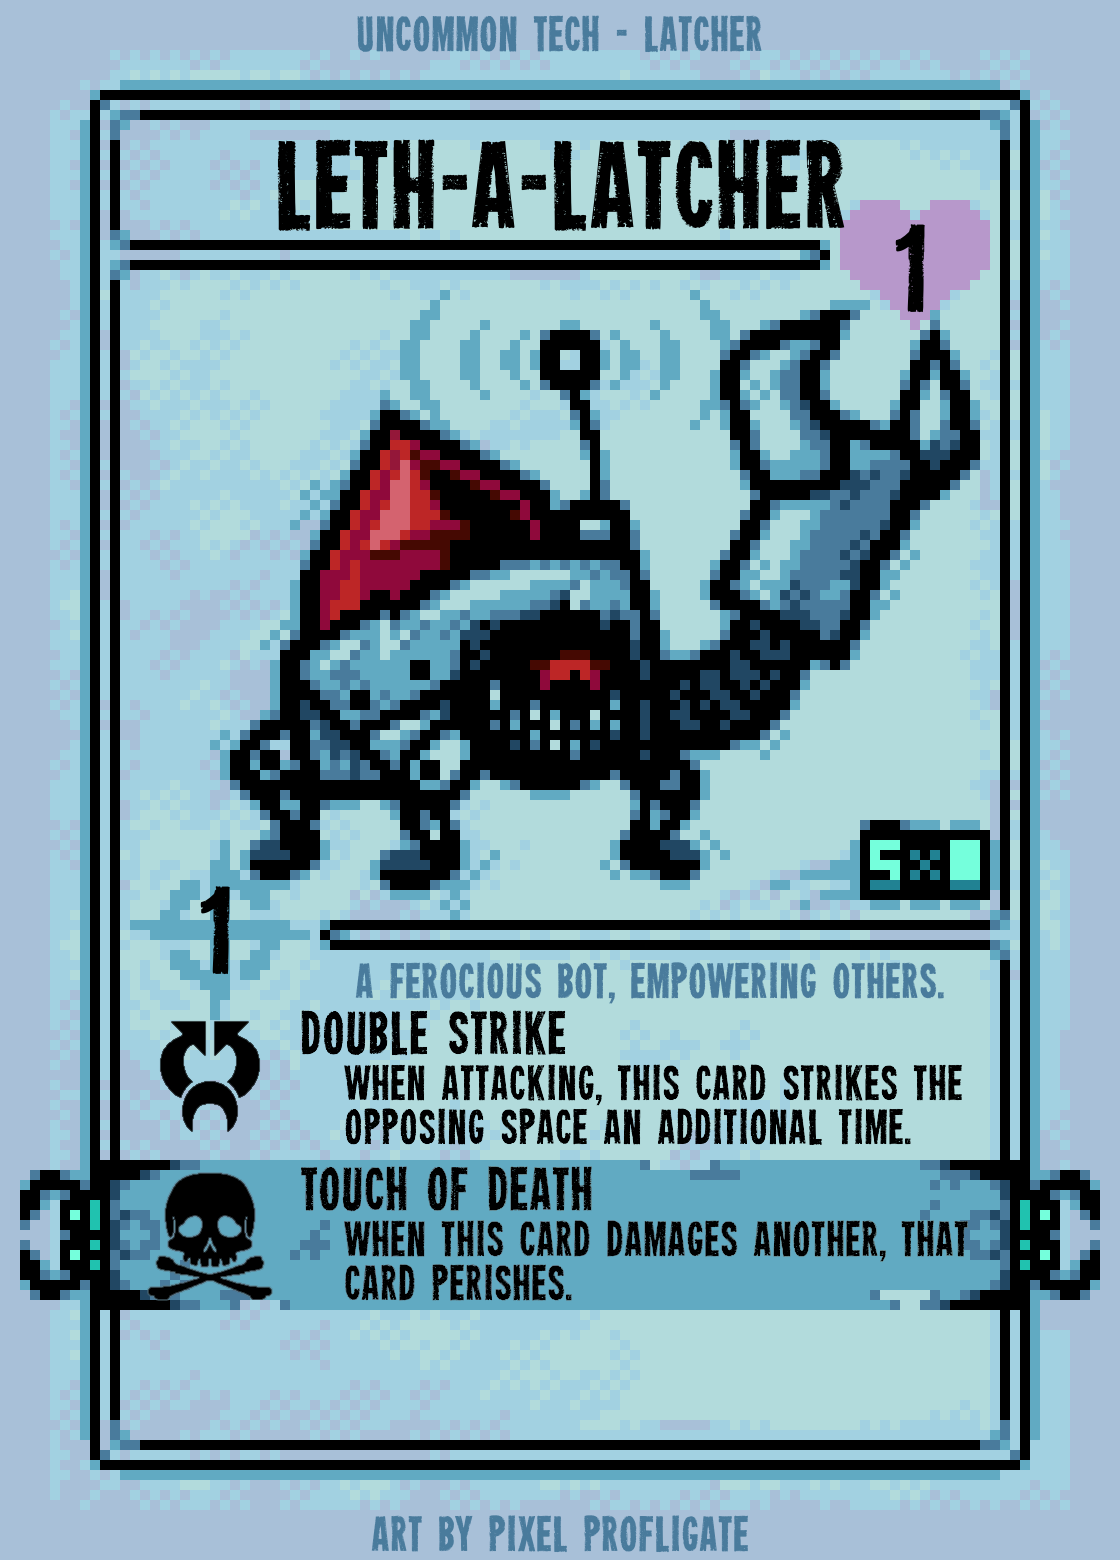 UNCOMMON TECH - LATCHER
LETH-A-LATCHER
1
5X
1
A FEROCIOUS BOT, EMPOWERING OTHERS.
DOUBLE STRIKE
WHEN ATTACKING, THIS CARD STRIKES THE
OPPOSING SPACE AN ADDITIONAL TIME.
TOUCH OF DEATH
WHEN THIS CARD DAMAGES ANOTHER, THAT
CARD PERISHES.
ART BY PIXEL PROFLIGATE